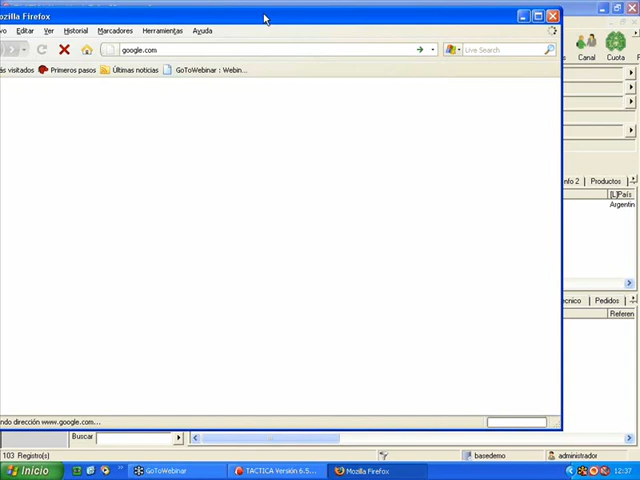 ozilla Firefox
vo Editar Ver Historial Marcadores Herramientas Ayuda
google.com
Live Search
ás visitados Primeros pasos Últimas noticias GoToWebinar : Webin...
Canal Cuota
nfo 2 Productos
[L]País
Argentin
écnico Pedidos
Referen
ndo dirección www.google.com...
Buscar
103 Registro(s) basedemo administrador
Inicio GoToWebinar TACTICA Versión 6.5... Mozilla Firefox 12:37